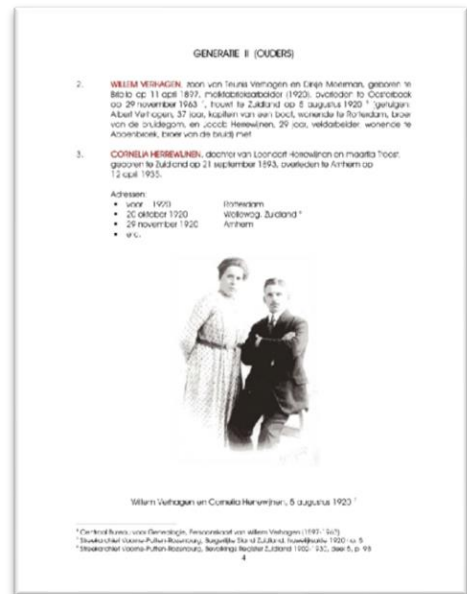 GENERATIE II (OUDERS)
2. WILLEM VERHAGEN, zoon van Teunis Verhagen en Dirkje Moerman, geboren te
Brielle op 11 april 1897, melkfabrieksarbeider (1920), overleden te Oosterbeek
op 29 november 1963 , trouwt te Zuidland op 5 augustus 1920 (getuigen:
Albert Verhagen, 37 jaar, kapitein van een boot, wonende te Rotterdam, broer
van de bruidegom, en Jacob Herrewijnen, 29 jaar, veldarbeider, wonende te
Abbenbroek, broer van de bruid) met
3. CORNELIA HERREWIJNEN, dochter van Leendert Herrewijnen en Maartje Troost,
geboren te Zuidland op 21 september 1893, overleden te Arnhem op
12 april 1955.
Adressen:
• voor 1920 Rotterdam
• 20 oktober 1920 Molleweg, Zuidland
• 29 november 1920 Arnhem
• etc.
Willem Verhagen en Cornelia Herrewijnen, 5 augustus 1920
Centraal Bureau voor Genealogie, Persoonskaart van Willem Verhagen (1897-1963)
Streekarchief Voorne-Putten-Rozenburg, Burgerlijke Stand Zuidland, huwelijksakte 1920 no. 5
Streekarchief Voorne-Putten-Rozenburg, Bevolkings Register Zuidland 1900-1930, deel 5, p. 98
4